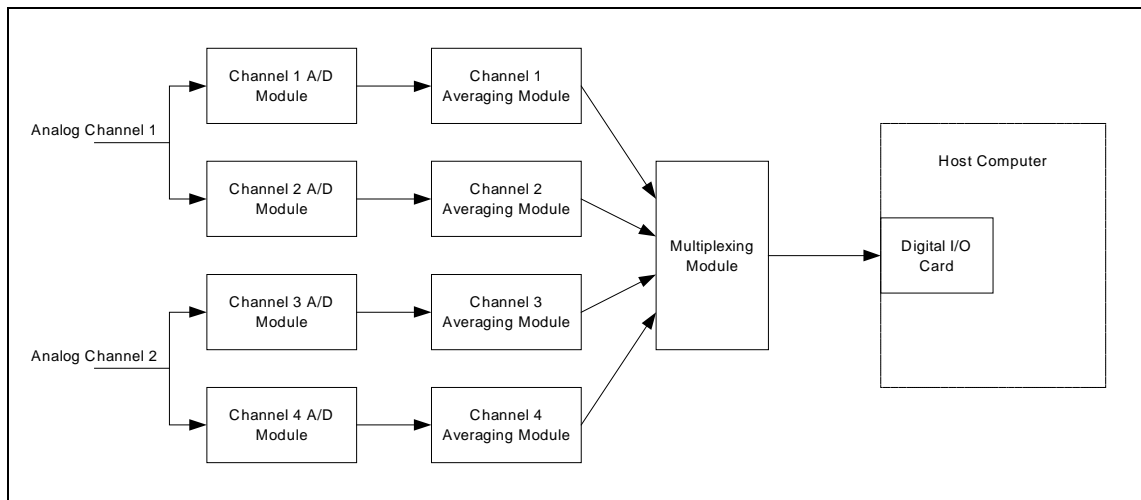 Analog Channel 1
Channel 1 A/D
Module
Channel 1
Averaging Module
Channel 2 A/D
Module
Channel 2
Averaging Module
Analog Channel 2
Channel 3 A/D
Module
Channel 3
Averaging Module
Channel 4 A/D
Module
Channel 4
Averaging Module
Multiplexing
Module
Host Computer
Digital I/O
Card